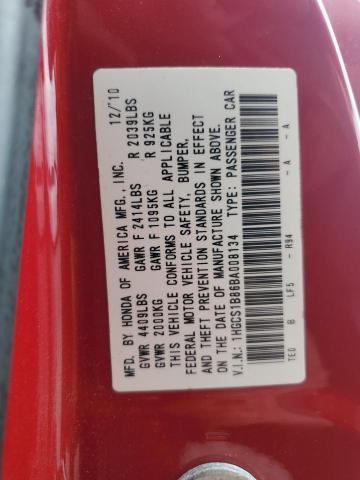 MFD. BY HONDA OF AMERICA MFG., INC. 12/'10
GVWR 4409LBS GAWR F 2414LBS R 2039LBS
GVWR 2000KG GAWR F 1095KG R 925KG
THIS VEHICLE CONFORMS TO ALL APPLICABLE
FEDERAL MOTOR VEHICLE SAFETY, BUMPER,
AND THEFT PREVENTION STANDARDS IN EFFECT
ON THE DATE OF MANUFACTURE SHOWN ABOVE.
V.I.N.: 1HGCS1B86BA008134 TYPE: PASSENGER CAR
TE0 B LF5 - R94 - A - A